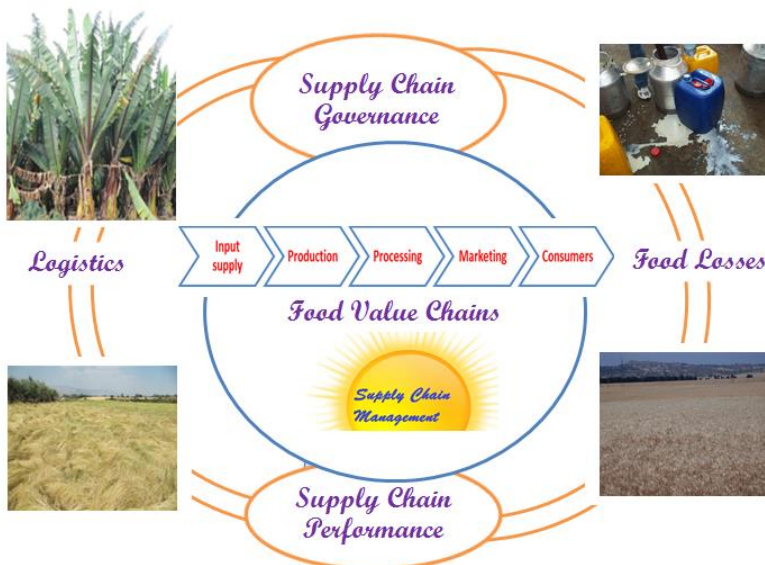 Supply Chain
Governance
Logistics
Input
supply
Production
Processing
Marketing
Consumers
Food Losses
Food Value Chains
Supply Chain
Management
Supply Chain
Performance